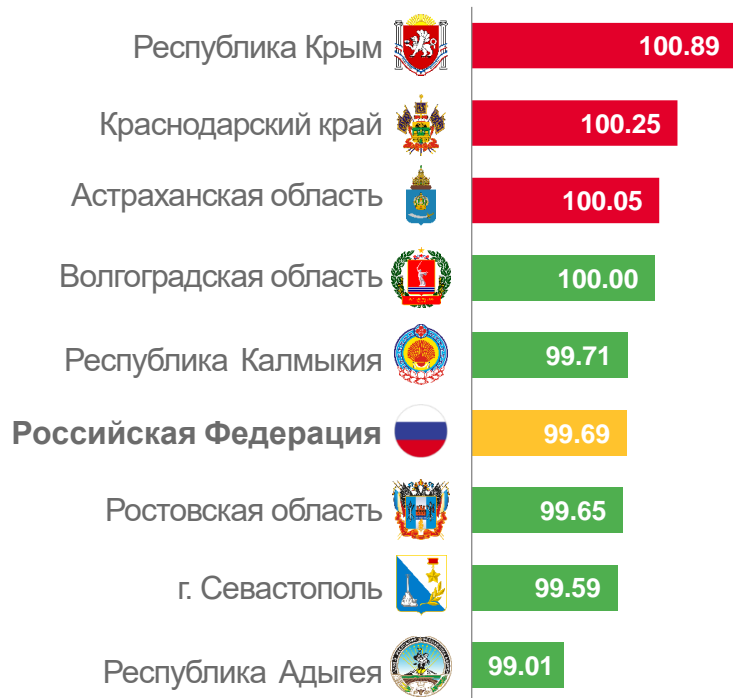 Республика Крым 100.89
Краснодарский край 100.25
Астраханская область 100.05
Волгоградская область 100.00
Республика Калмыкия 99.71
Российская Федерация 99.69
Ростовская область 99.65
г. Севастополь 99.59
Республика Адыгея 99.01